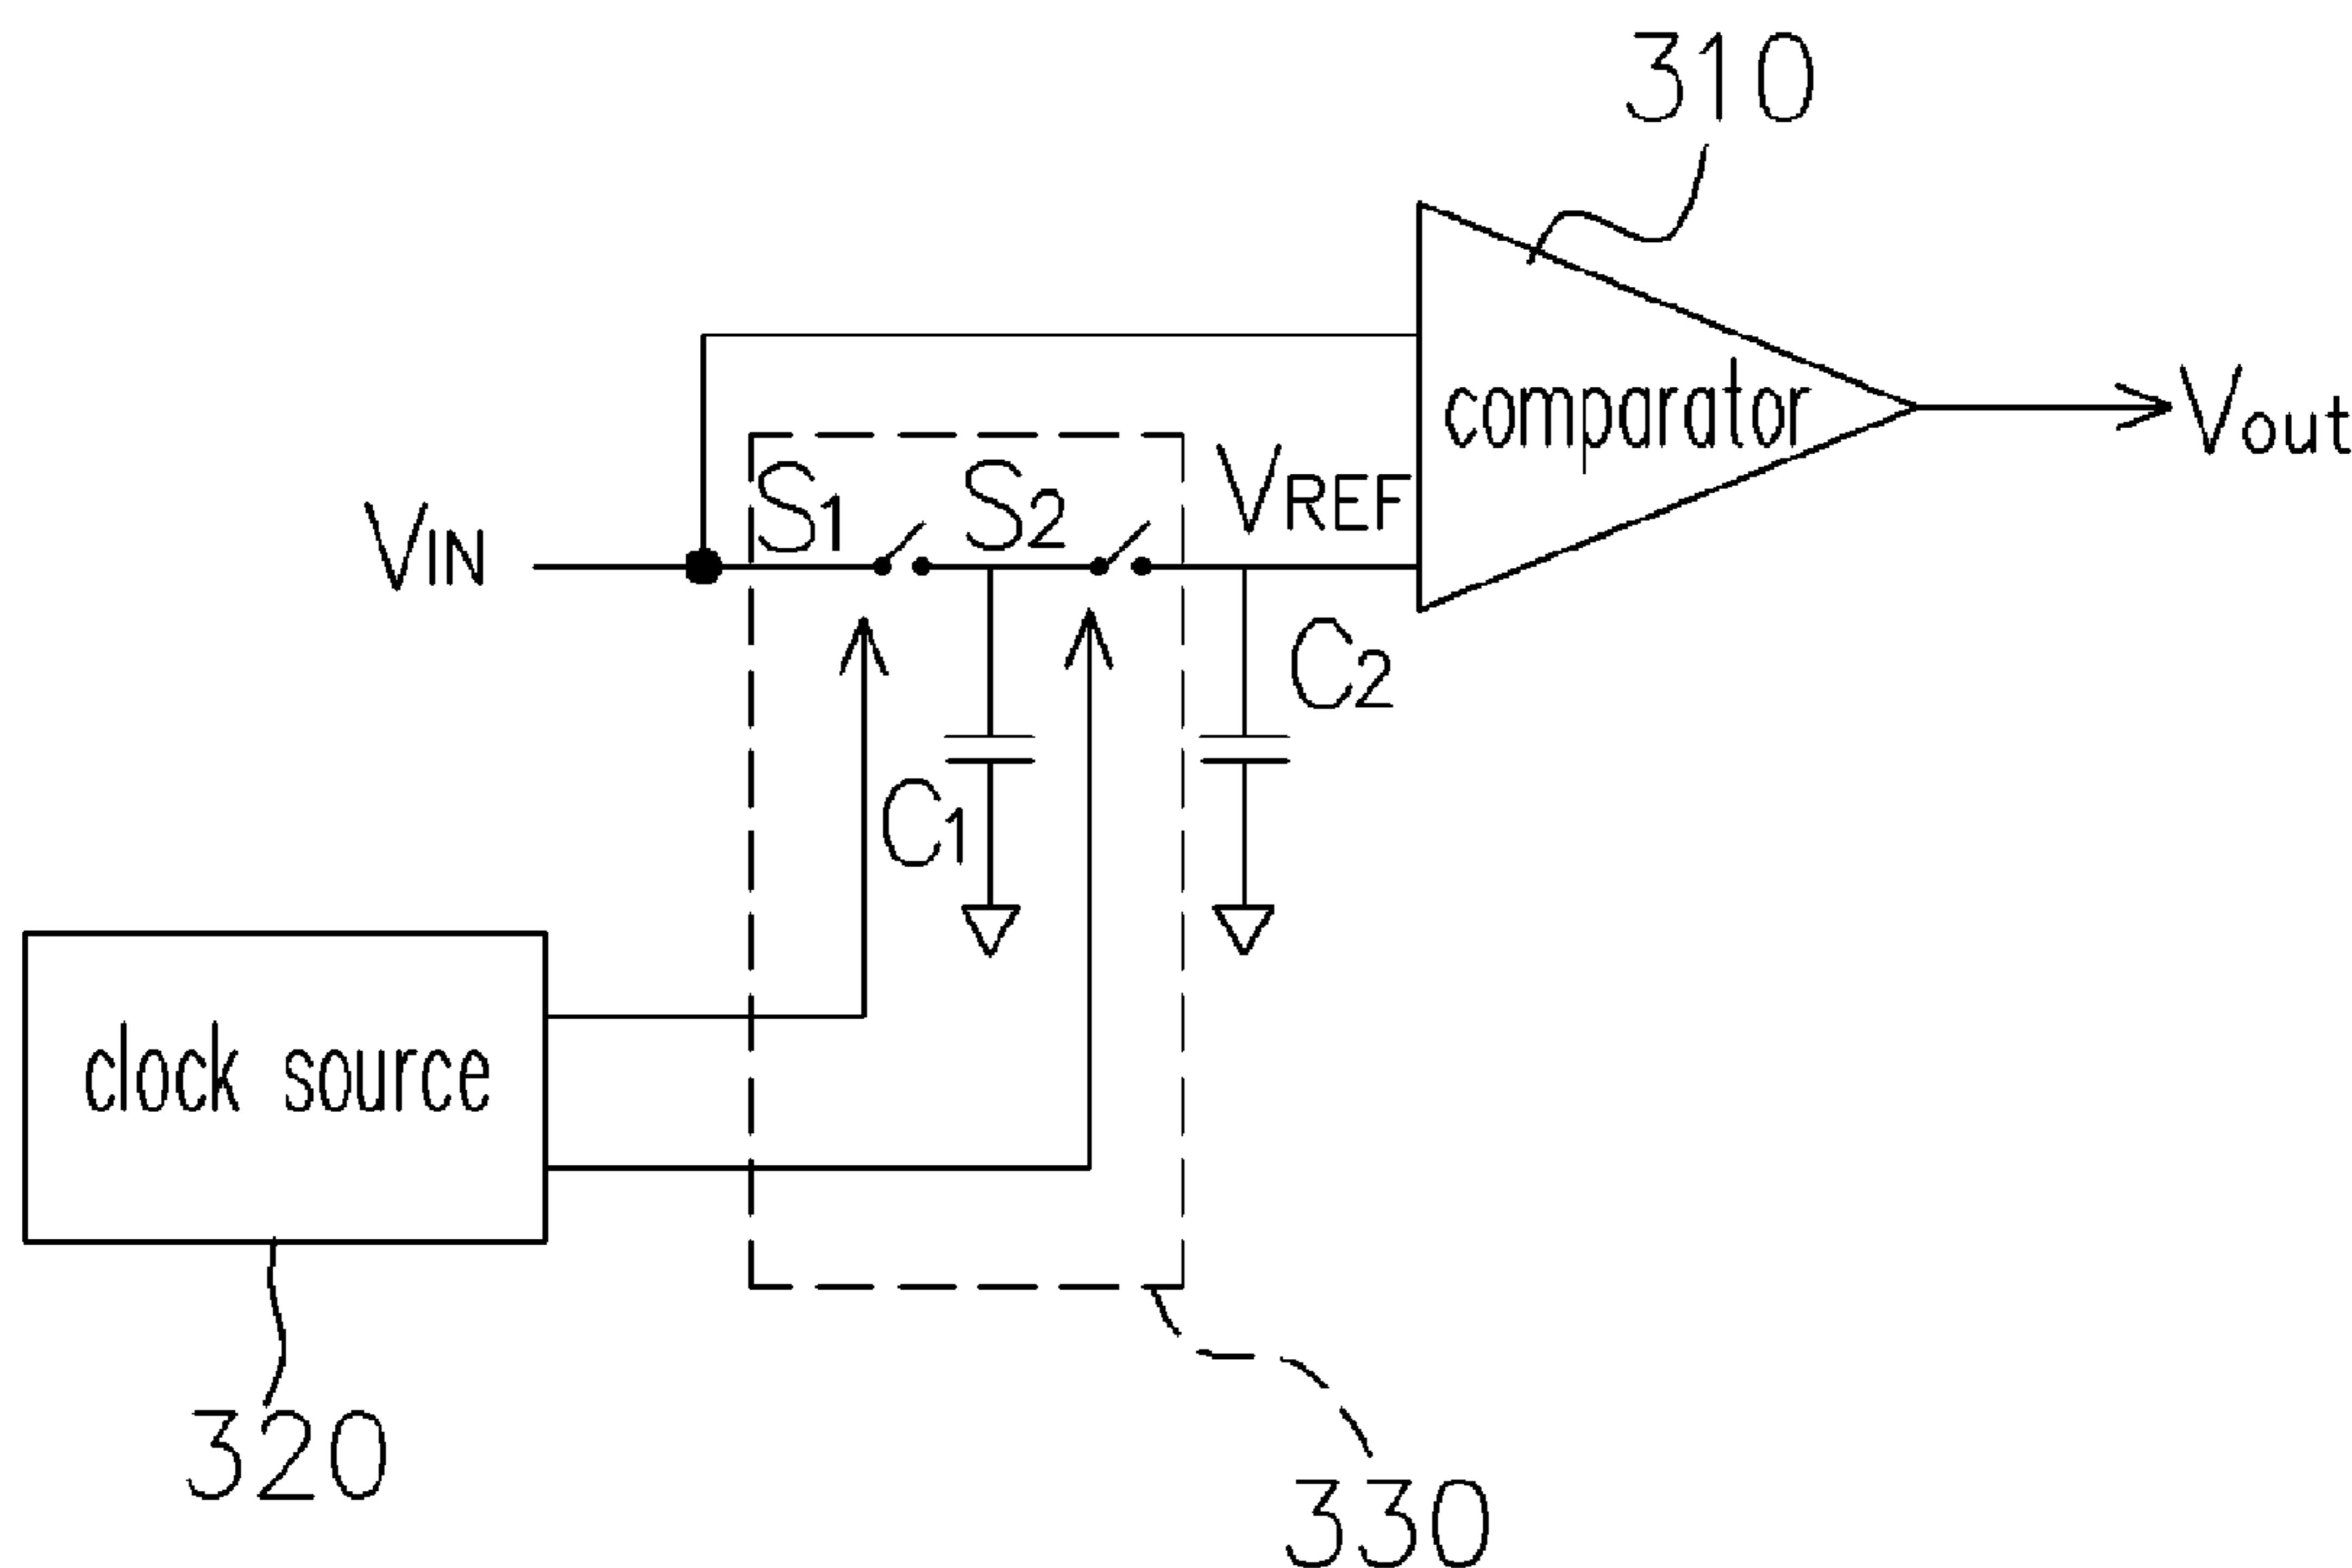 310
comparator
Vout
S1
S2
VREF
VIN
C2
C1
clock source
320
330